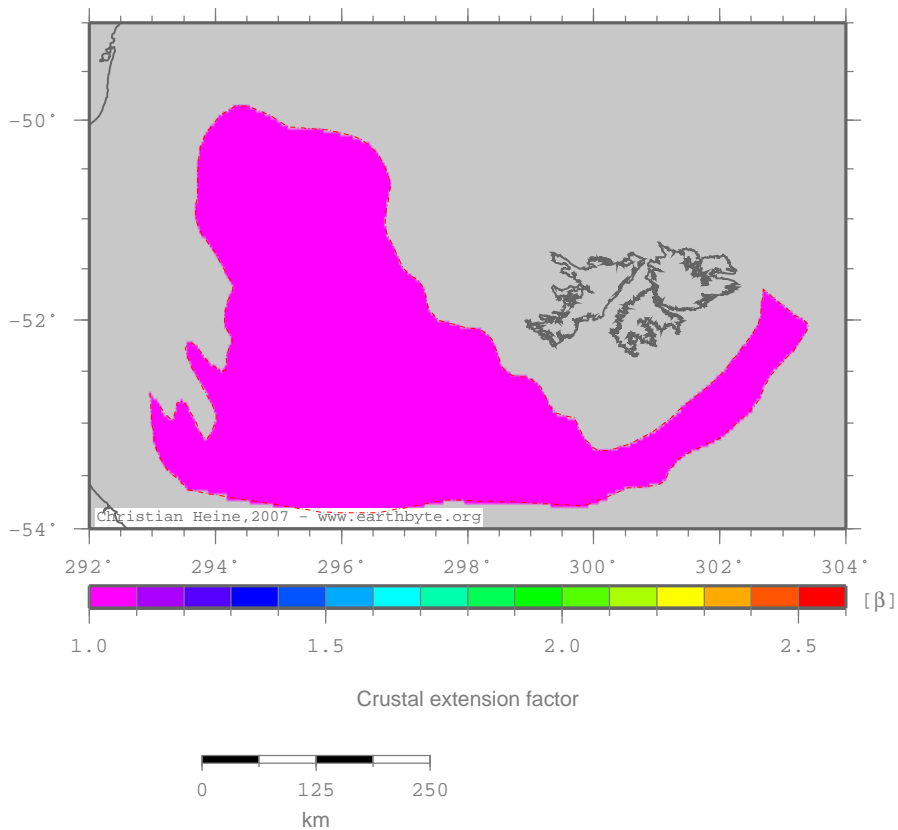 -50°
-52°
-54°
Christian Heine,2007 - www.earthbyte.org
292° 294° 296° 298° 300° 302° 304°
[β]
1.0 1.5 2.0 2.5
Crustal extension factor
0 125 250
km